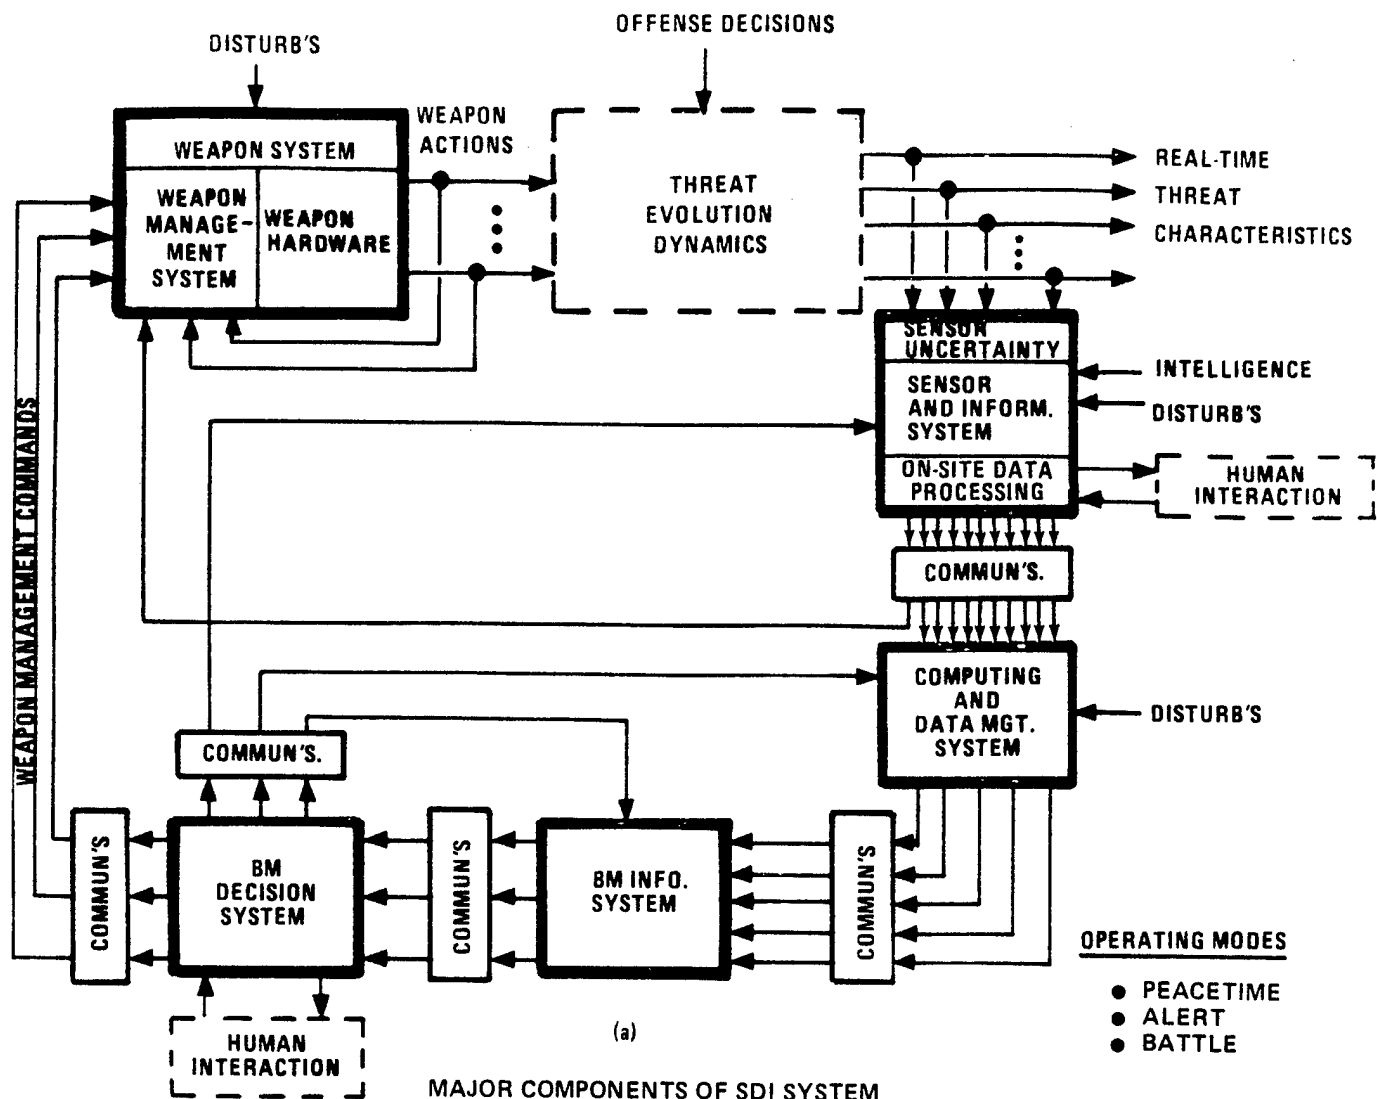 OFFENSE DECISIONS
DISTURB'S
WEAPON
ACTIONS
WEAPON SYSTEM
WEAPON
MANAGE-
MENT
SYSTEM
WEAPON
HARDWARE
THREAT
EVOLUTION
DYNAMICS
REAL-TIME
THREAT
CHARACTERISTICS
SENSOR
UNCERTAINTY
SENSOR
AND INFORM.
SYSTEM
ON-SITE DATA
PROCESSING
INTELLIGENCE
DISTURB'S
HUMAN
INTERACTION
WEAPON MANAGEMENT COMMANDS
COMMUN'S.
COMPUTING
AND
DATA MGT.
SYSTEM
DISTURB'S
COMMUN'S.
COMMUN'S
BM
DECISION
SYSTEM
COMMUN'S
BM INFO.
SYSTEM
COMMUN'S
OPERATING MODES
● PEACETIME
● ALERT
● BATTLE
HUMAN
INTERACTION
(a)
MAJOR COMPONENTS OF SDI SYSTEM